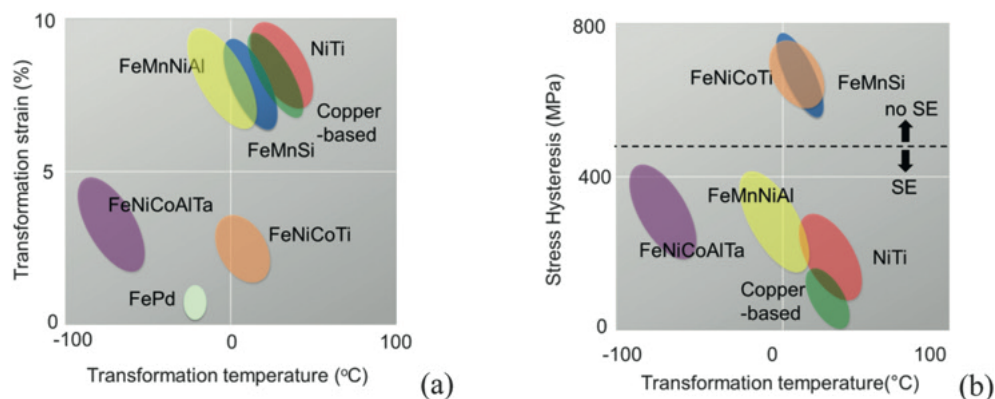 10
5
0
Transformation strain (%)
FeMnNiAl
NiTi
Copper
-based
FeMnSi
FeNiCoAlTa
FeNiCoTi
FePd
-100
0
100
Transformation temperature (°C)
(a)
800
400
0
Stress Hysteresis (MPa)
FeNiCoTi
FeMnSi
no SE
SE
FeMnNiAl
FeNiCoAlTa
NiTi
Copper
-based
-100
0
100
Transformation temperature(°C)
(b)